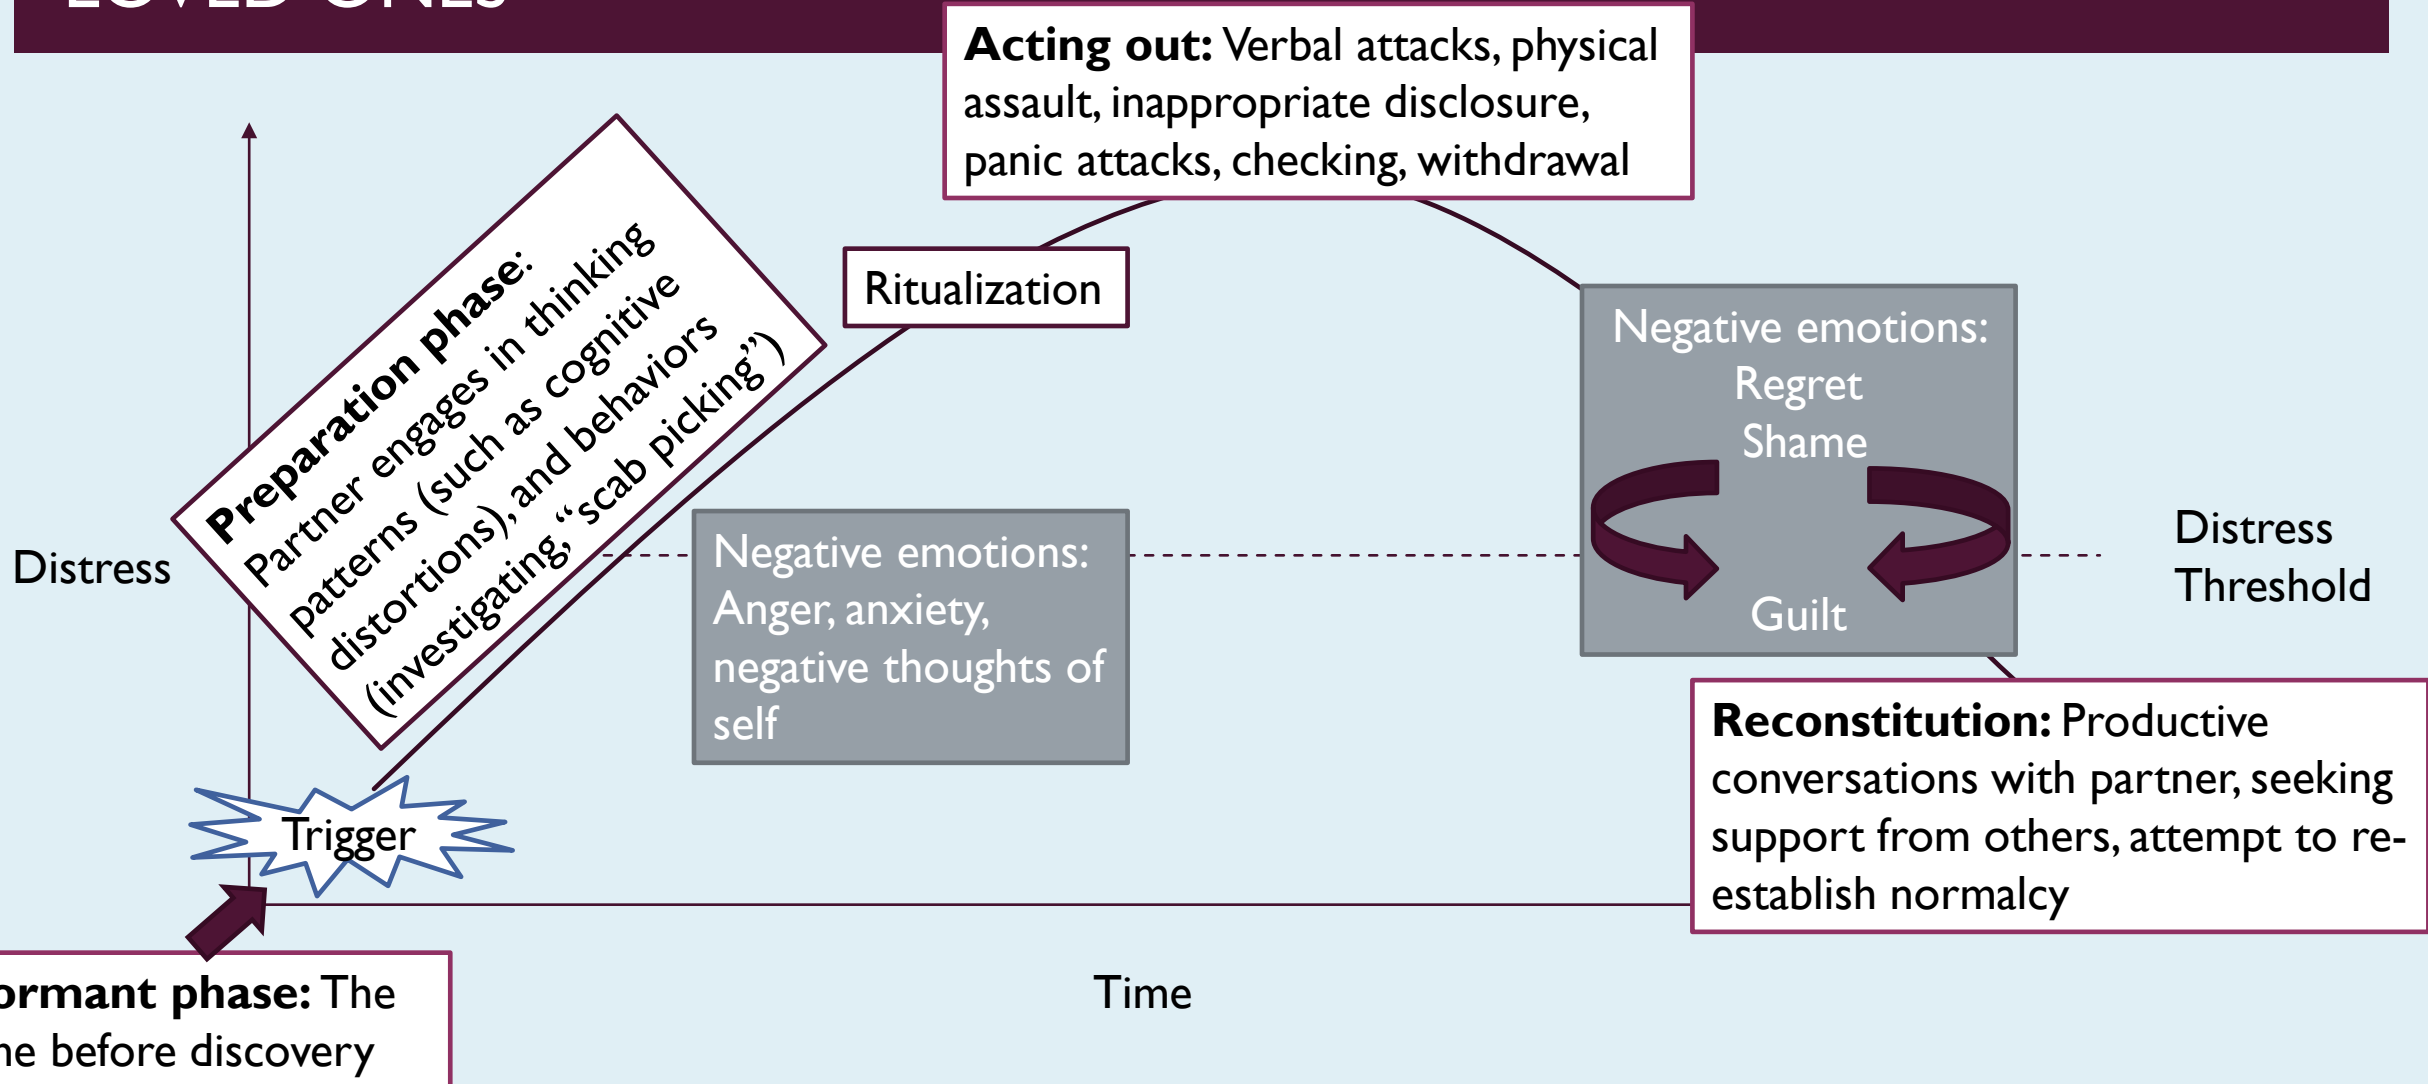 LOVED ONES
Acting out: Verbal attacks, physical
assault, inappropriate disclosure,
panic attacks, checking, withdrawal
Preparation phase:
Partner engages in thinking
patterns (such as cognitive
distortions), and behaviors
(investigating, “scab picking”)
Ritualization
Negative emotions:
Regret
Shame
Guilt
Distress
Negative emotions:
Anger, anxiety,
negative thoughts of
self
Distress
Threshold
Trigger
Reconstitution: Productive
conversations with partner, seeking
support from others, attempt to re-
establish normalcy
ormant phase: The
ne before discovery
Time